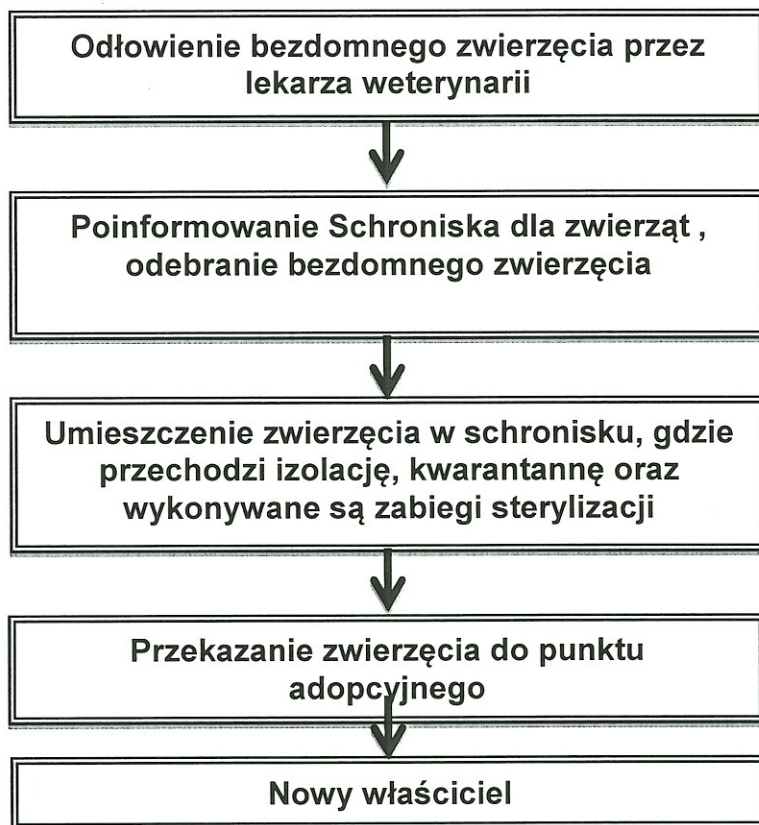 Odłowienie bezdomnego zwierzęcia przez
lekarza weterynarii
Poinformowanie Schroniska dla zwierząt ,
odebranie bezdomnego zwierzęcia
Umieszczenie zwierzęcia w schronisku, gdzie
przechodzi izolację, kwarantannę oraz
wykonywane są zabiegi sterylizacji
Przekazanie zwierzęcia do punktu
adopcyjnego
Nowy właściciel